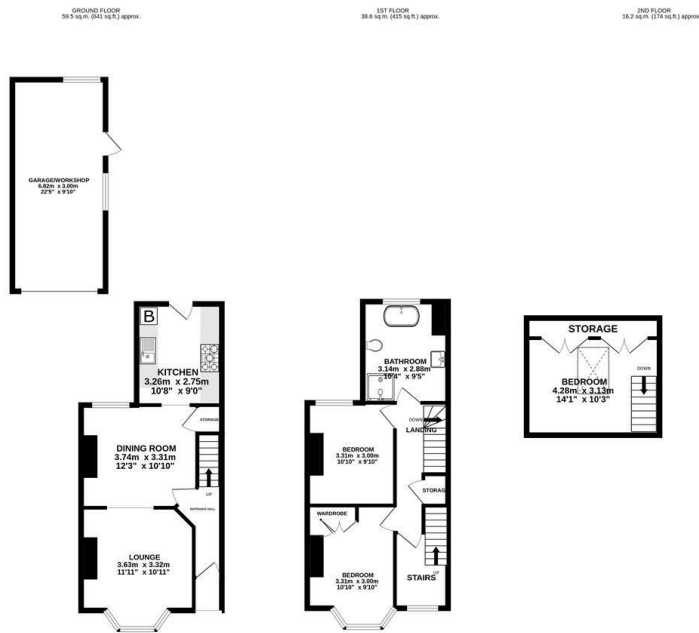 GROUND FLOOR
59.5 sq.m. (641 sq.ft.) approx.
1ST FLOOR
38.6 sq.m. (415 sq.ft.) approx.
2ND FLOOR
16.2 sq.m. (174 sq.ft.) approx.
GARAGE/WORKSHOP
6.82m x 3.00m
22'5" x 9'10"
B
KITCHEN
3.26m x 2.75m
10'8" x 9'0"
STORAGE
DINING ROOM
3.74m x 3.31m
12'3" x 10'10"
UP
ENTRANCE HALL
LOUNGE
3.63m x 3.32m
11'11" x 10'11"
BATHROOM
3.14m x 2.88m
10'4" x 9'5"
DOWN
LANDING
BEDROOM
3.31m x 3.00m
10'10" x 9'10"
STORAGE
WARDROBE
BEDROOM
3.31m x 3.00m
10'10" x 9'10"
UP
STAIRS
STORAGE
DOWN
BEDROOM
4.28m x 3.13m
14'1" x 10'3"